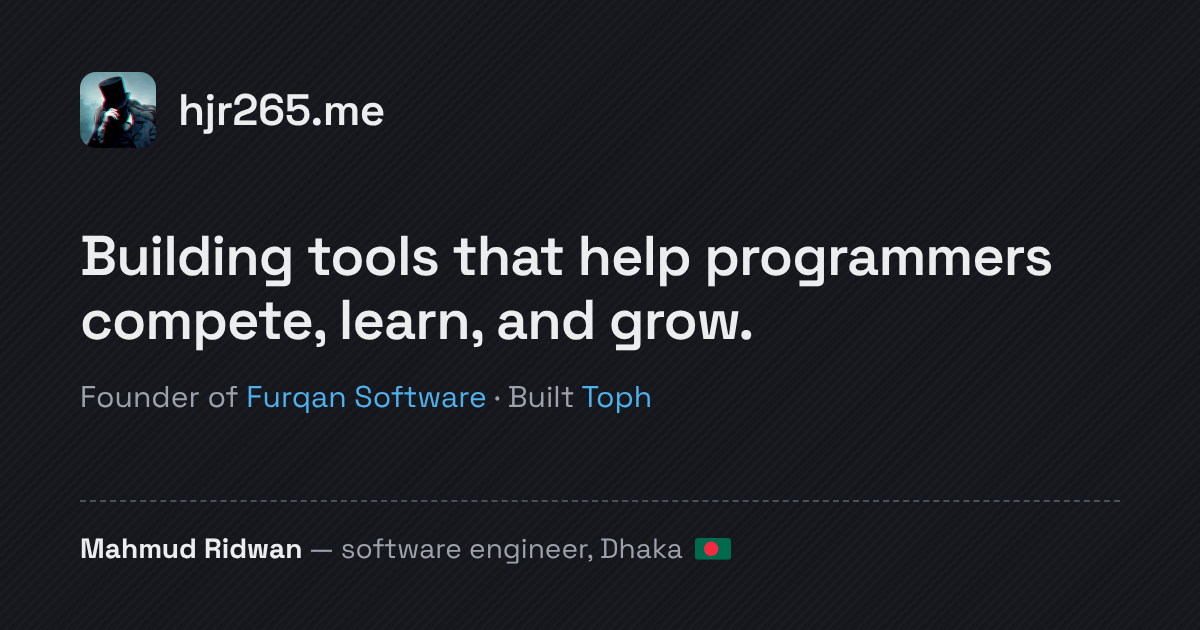 hjr265.me
Building tools that help programmers
compete, learn, and grow.
Founder of Furqan Software · Built Toph
Mahmud Ridwan — software engineer, Dhaka